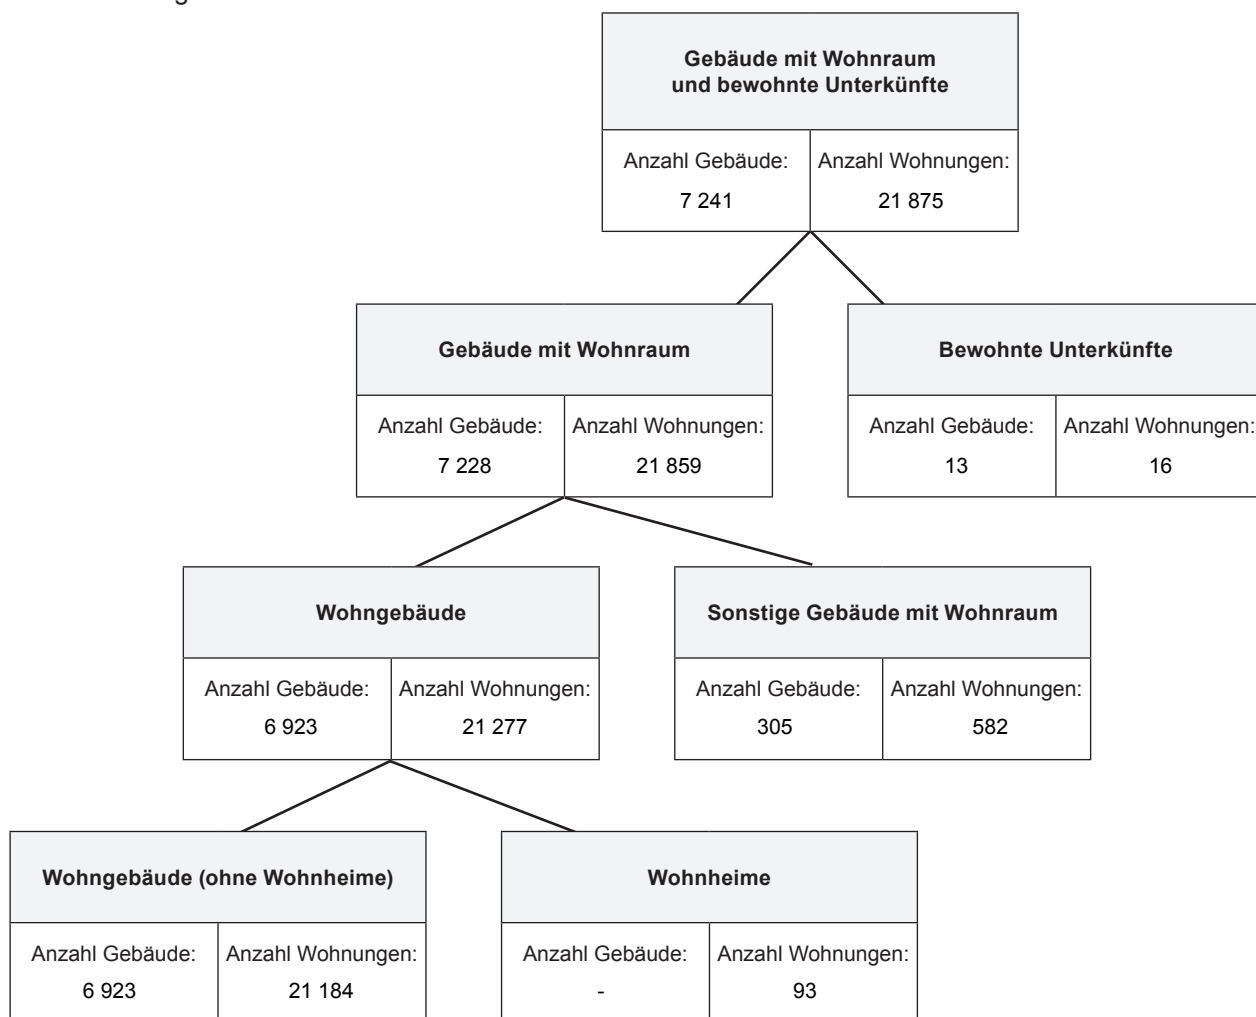 Gebäude mit Wohnraum
und bewohnte Unterkünfte
Anzahl Gebäude: Anzahl Wohnungen:
7 241 21 875
Gebäude mit Wohnraum
Anzahl Gebäude: Anzahl Wohnungen:
7 228 21 859
Bewohnte Unterkünfte
Anzahl Gebäude: Anzahl Wohnungen:
13 16
Wohngebäude
Anzahl Gebäude: Anzahl Wohnungen:
6 923 21 277
Sonstige Gebäude mit Wohnraum
Anzahl Gebäude: Anzahl Wohnungen:
305 582
Wohngebäude (ohne Wohnheime)
Anzahl Gebäude: Anzahl Wohnungen:
6 923 21 184
Wohnheime
Anzahl Gebäude: Anzahl Wohnungen:
- 93